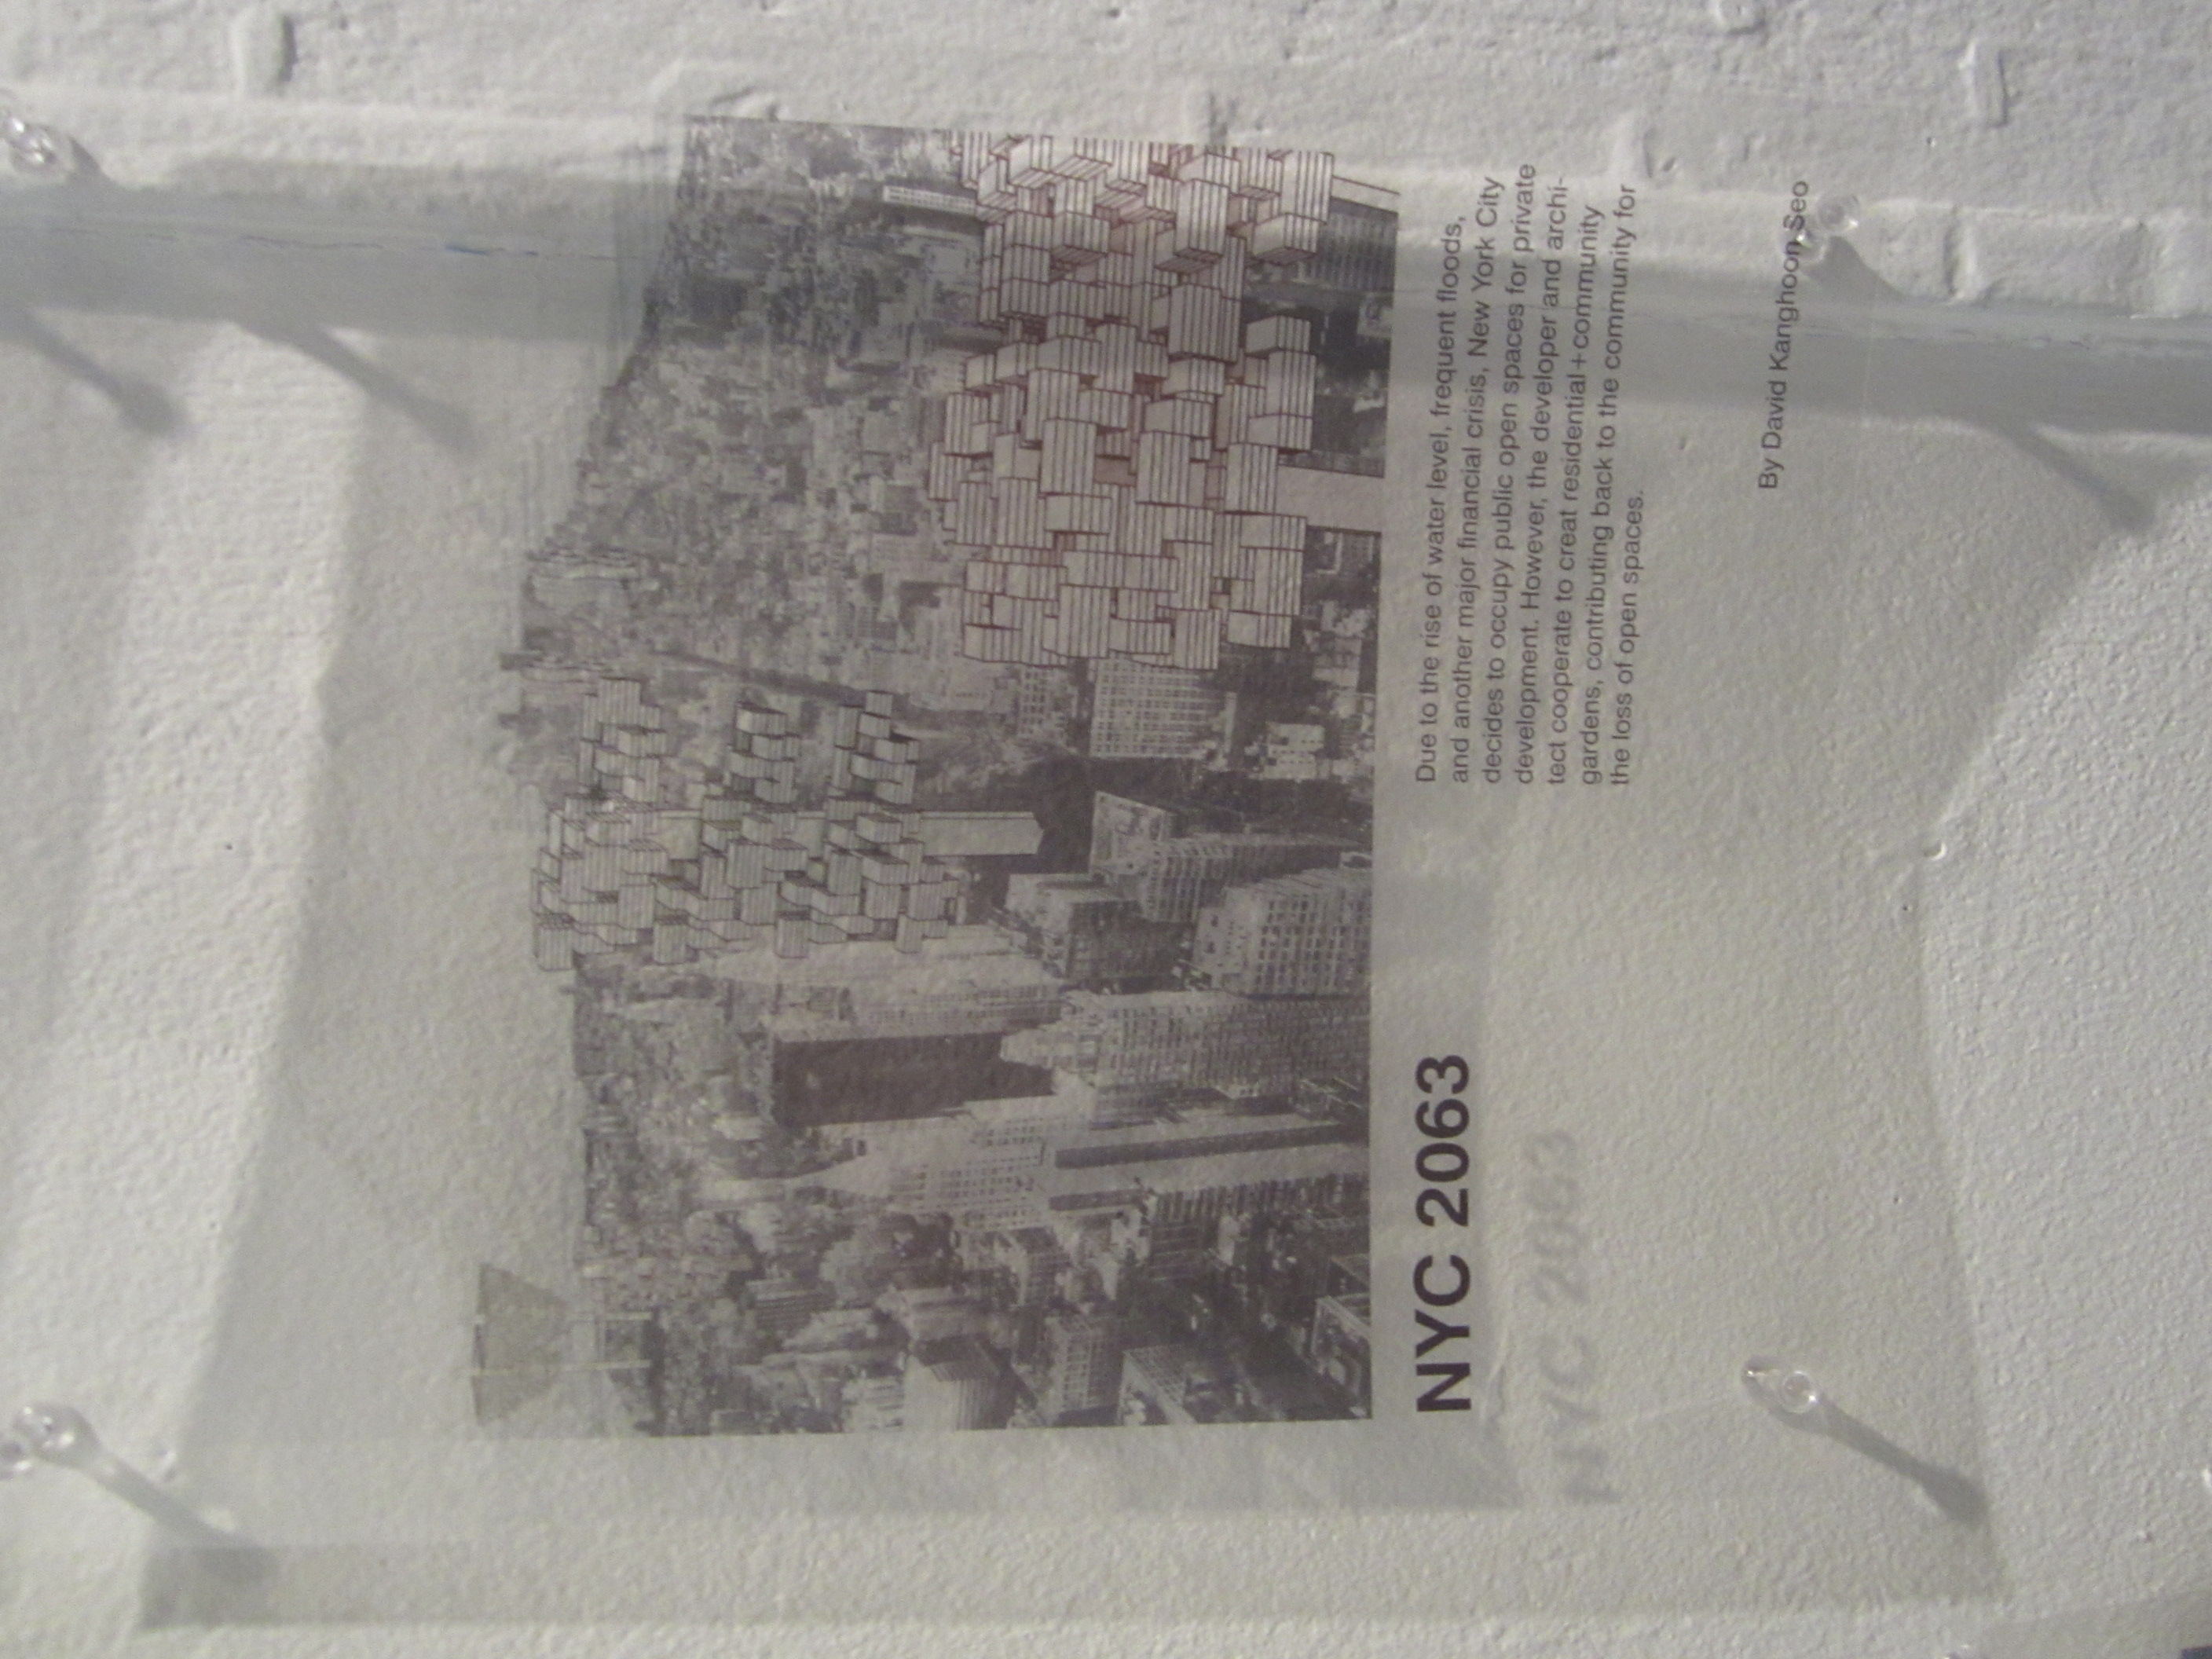 NYC 2063
Due to the rise of water level, frequent floods,
and another major financial crisis, New York City
decides to occupy public open spaces for private
development. However, the developer and archi-
tect cooperate to creat residential+community
gardens, contributing back to the community for
the loss of open spaces.
By David Kanghoon Seo